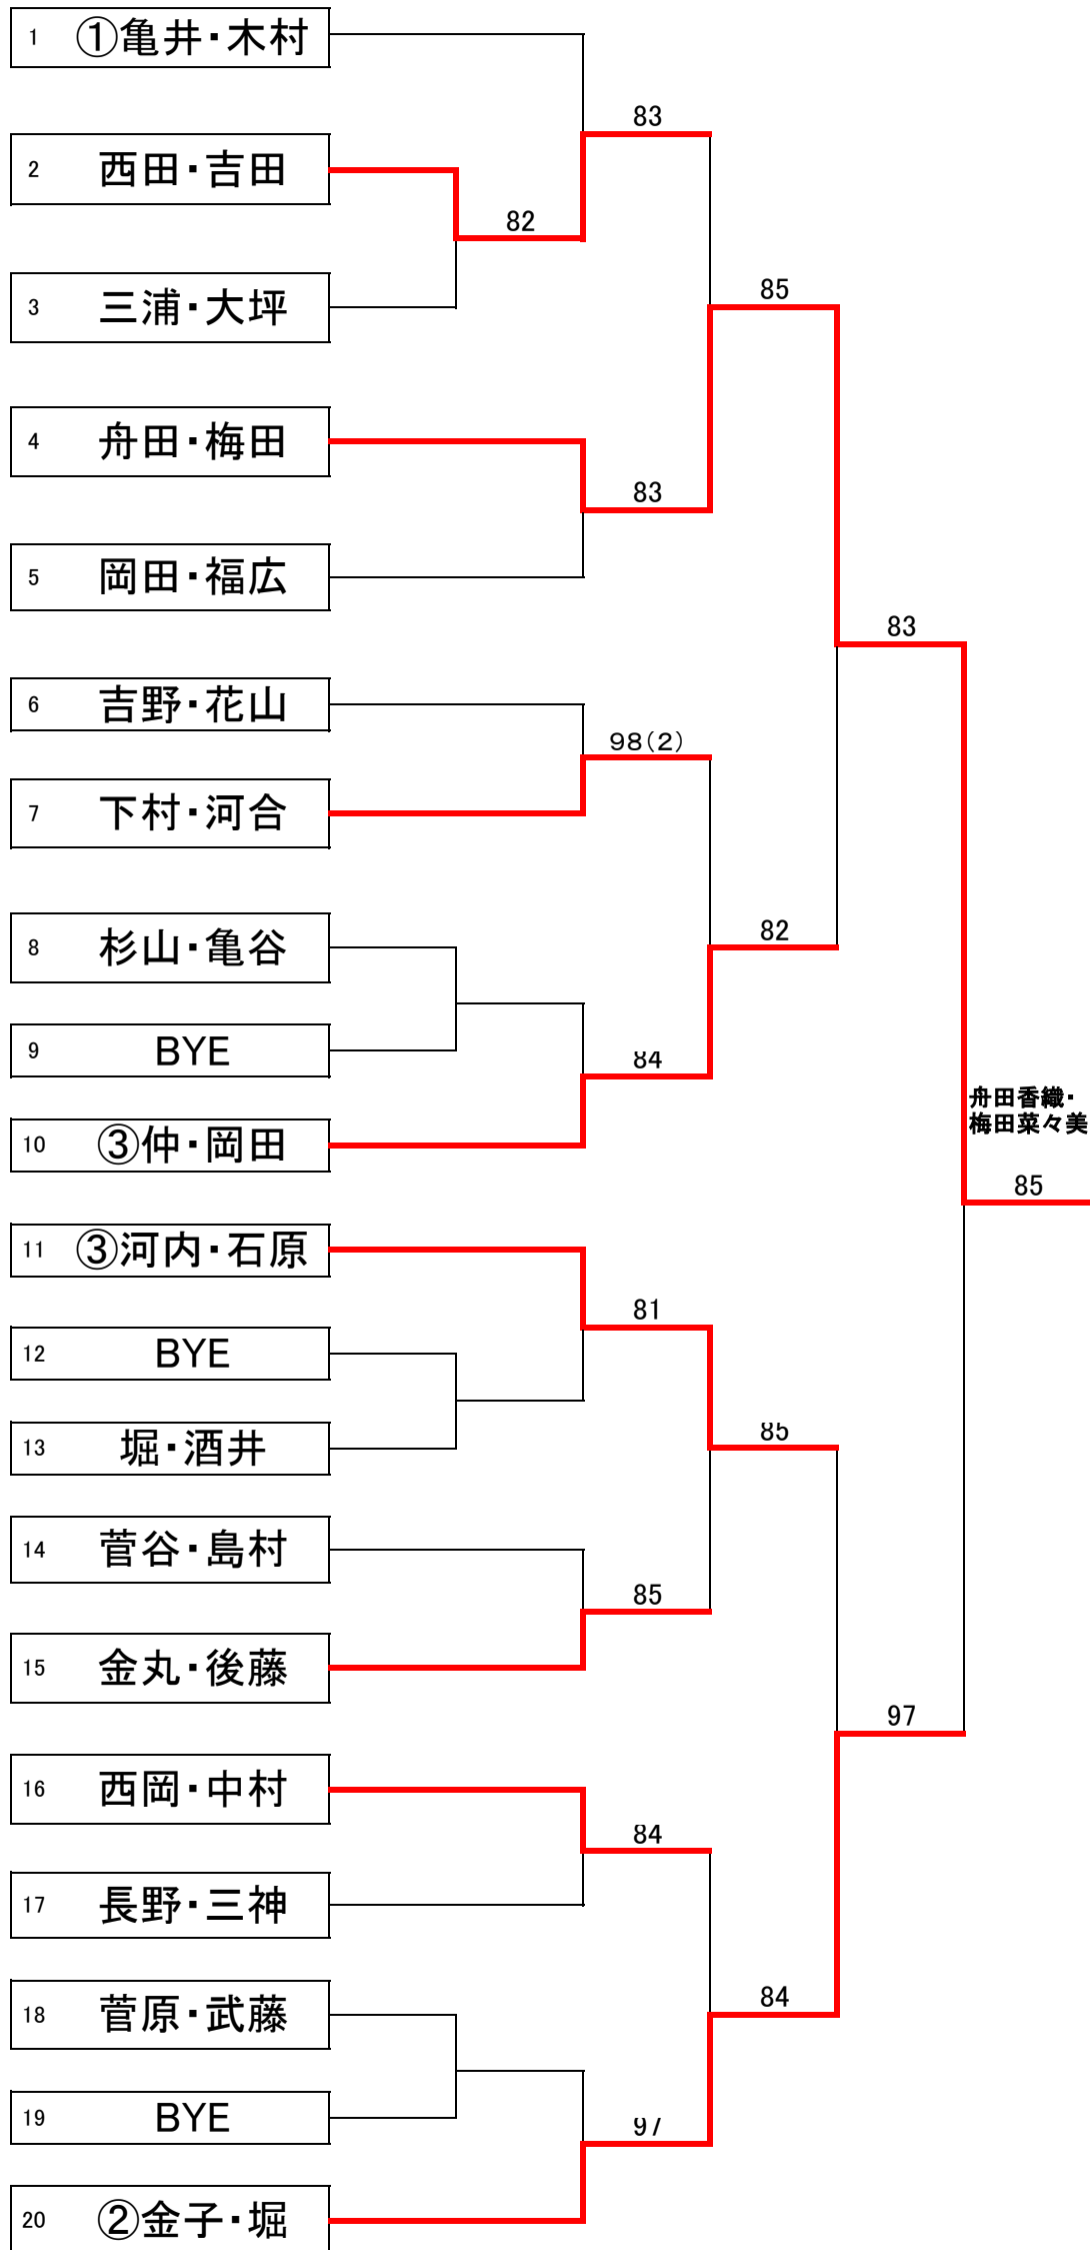 1 ①亀井・木村
83
2 西田・吉田
82
85
3 三浦・大坪
4 舟田・梅田
83
5 岡田・福広
83
6 吉野・花山
98(2)
7 下村・河合
82
8 杉山・亀谷
9 BYE
84
舟田香織・
梅田菜々美
10 ③仲・岡田
85
11 ③河内・石原
81
12 BYE
85
13 堀・酒井
14 菅谷・島村
85
15 金丸・後藤
97
16 西岡・中村
84
17 長野・三神
84
18 菅原・武藤
19 BYE
97
20 ②金子・堀